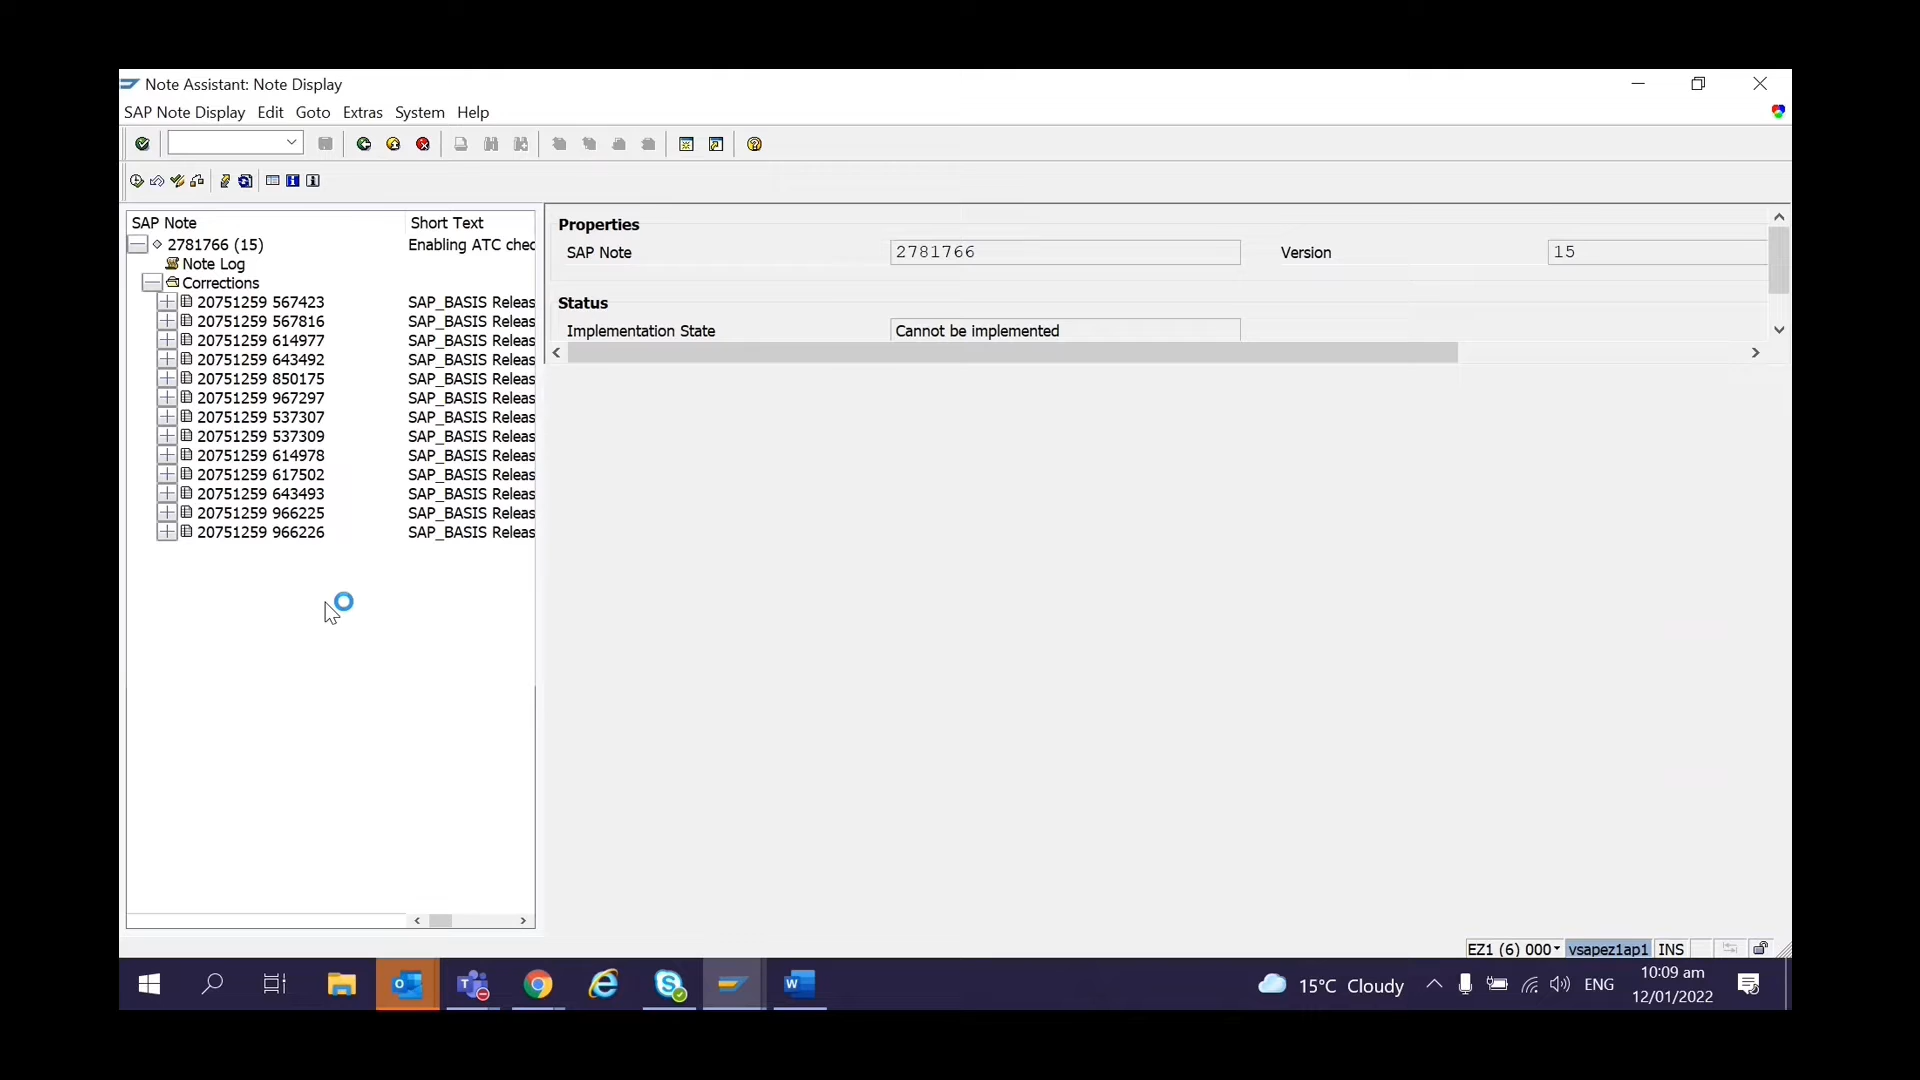 Note Assistant: Note Display
SAP Note Display Edit Goto Extras System Help
SAP Note Short Text
2781766 (15) Enabling ATC chec
Note Log
Corrections
20751259 567423 SAP_BASIS Releas
20751259 567816 SAP_BASIS Releas
20751259 614977 SAP_BASIS Releas
20751259 643492 SAP_BASIS Releas
20751259 850175 SAP_BASIS Releas
20751259 967297 SAP_BASIS Releas
20751259 537307 SAP_BASIS Releas
20751259 537309 SAP_BASIS Releas
20751259 614978 SAP_BASIS Releas
20751259 617502 SAP_BASIS Releas
20751259 643493 SAP_BASIS Releas
20751259 966225 SAP_BASIS Releas
20751259 966226 SAP_BASIS Releas
Properties
SAP Note 2781766 Version 15
Status
Implementation State Cannot be implemented
EZ1 (6) 000 vsapez1ap1 INS
15°C Cloudy ENG
10:09 am
12/01/2022